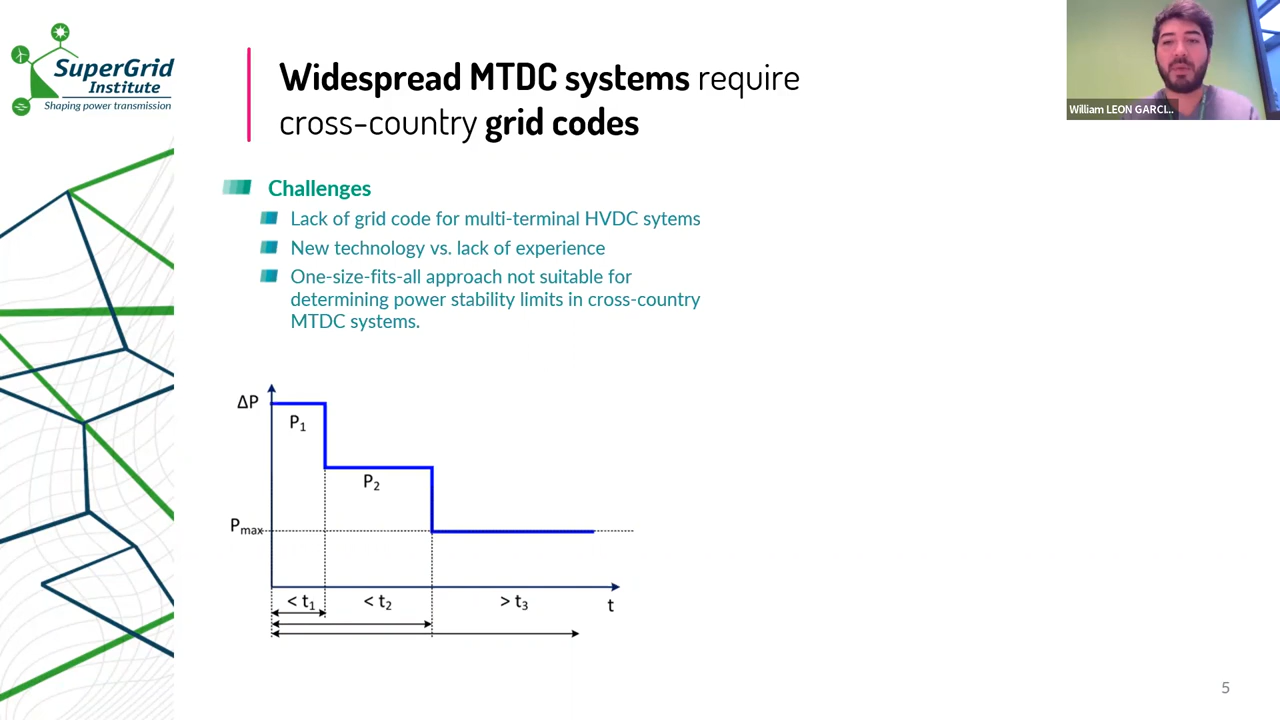 SuperGrid
Institute
Shaping power transmission
Widespread MTDC systems require
cross-country grid codes
William LEON GARCI...
Challenges
Lack of grid code for multi-terminal HVDC sytems
New technology vs. lack of experience
One-size-fits-all approach not suitable for
determining power stability limits in cross-country
MTDC systems.
ΔP
P1
P2
Pmax
< t1 < t2 > t3 t
5